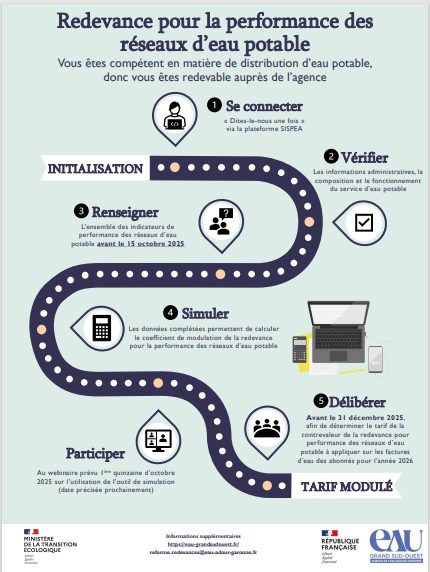 Redevance pour la performance des
réseaux d'eau potable
Vous êtes compétent en matière de distribution d'eau potable,
donc vous êtes redevable auprès de l'agence
1 Se connecter
« Dites-le-nous une fois »
via la plateforme SISPEA
INITIALISATION
2 Vérifier
Les informations administratives, la
composition et le fonctionnement
du service d'eau potable
3 Renseigner
L'ensemble des indicateurs de
performance des réseaux d'eau
potable avant le 15 octobre 2025
4 Simuler
Les données complétées permettent de calculer
le coefficient de modulation de la redevance
pour la performance des réseaux d'eau potable
5 Délibérer
Avant le 31 décembre 2025,
afin de déterminer le tarif de la
contrevaleur de la redevance pour
performance des réseaux d'eau
potable à appliquer sur les factures
d'eau des abonnés pour l'année 2026
Participer
Au webinaire prévu 1ère quinzaine d'octobre
2025 sur l'utilisation de l'outil de simulation
(date précisée prochainement)
TARIF MODULÉ
MINISTÈRE
DE LA TRANSITION
ÉCOLOGIQUE
Liberté
Égalité
Fraternité
Informations supplémentaires
https://eau-grandsudouest.fr/
reforme.redevances@eau-adour-garonne.fr
RÉPUBLIQUE
FRANÇAISE
Liberté
Égalité
Fraternité
eau
GRAND SUD-OUEST